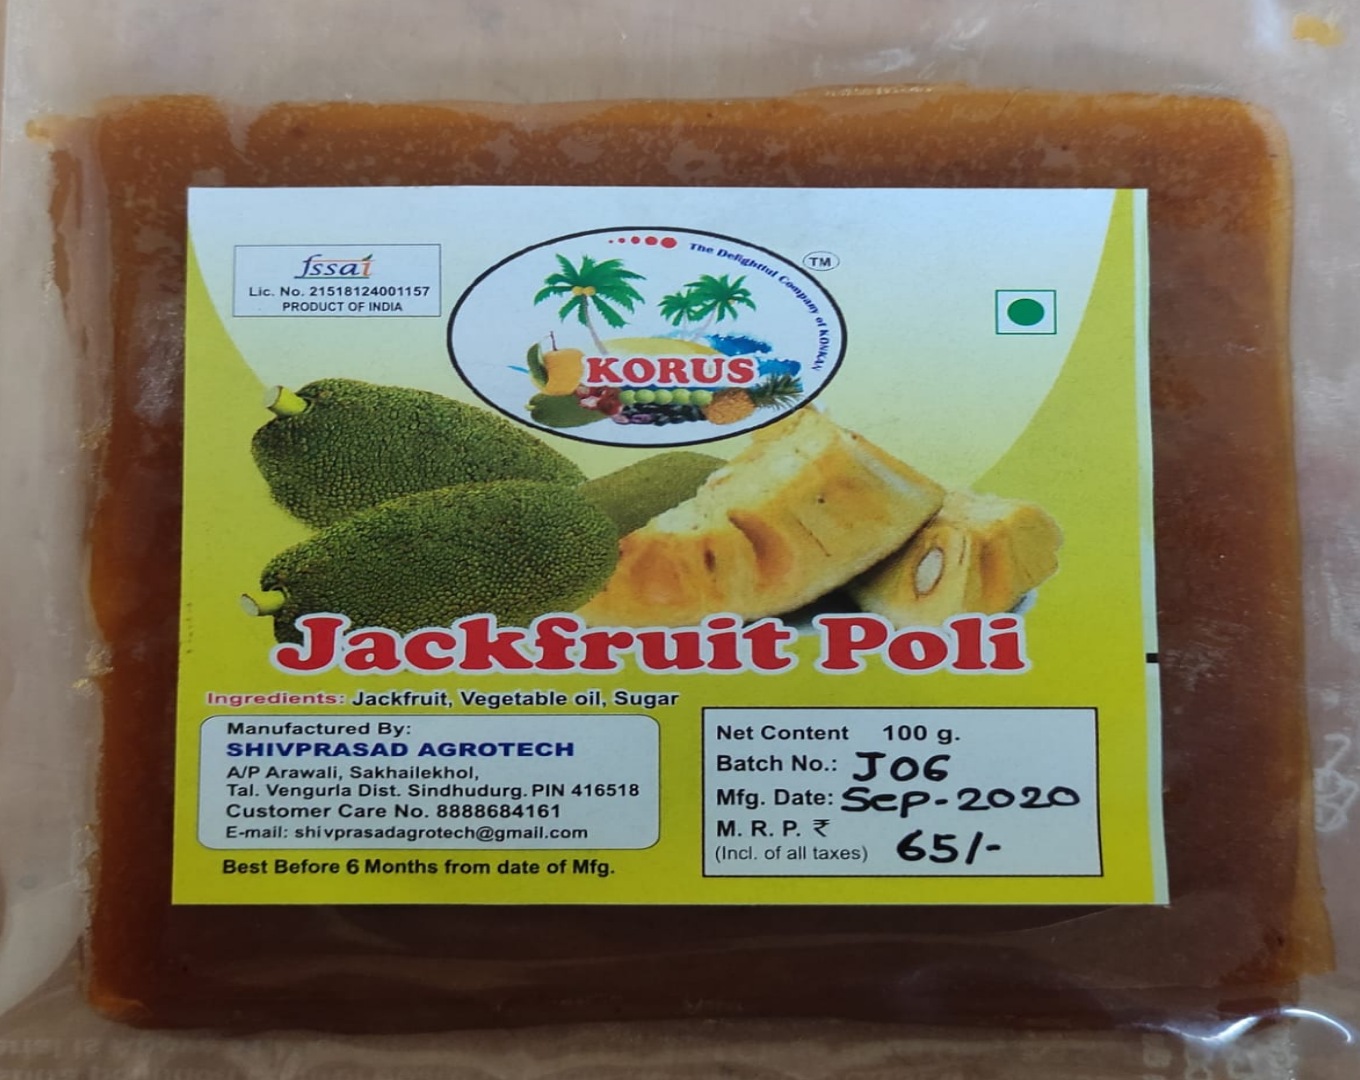 fssai
Lic. No. 21518124001157
PRODUCT OF INDIA
The Delightful Company of KONKAN
TM
KORUS
Jackfruit Poli
Ingredients: Jackfruit, Vegetable oil, Sugar
Manufactured By:
SHIVPRASAD AGROTECH
A/P Arawali, Sakhailekhol,
Tal. Vengurla Dist. Sindhudurg. PIN 416518
Customer Care No. 8888684161
E-mail: shivprasadagrotech@gmail.com
Best Before 6 Months from date of Mfg.
Net Content 100 g.
Batch No.: J06
Mfg. Date: Sep-2020
M. R. P. ₹
(Incl. of all taxes) 65/-